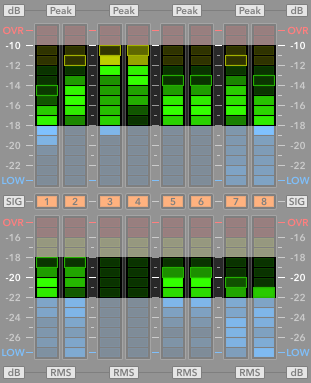 dB Peak Peak Peak Peak dB
OVR OVR
-10 -10
-12 -12
-14 -14
-16 -16
-18 -18
-20 -20
-22 -22
LOW LOW
SIG 1 2 3 4 5 6 7 8 SIG
OVR OVR
-16 -16
-18 -18
-20 -20
-22 -22
-24 -24
-26 -26
LOW LOW
dB RMS RMS RMS RMS dB